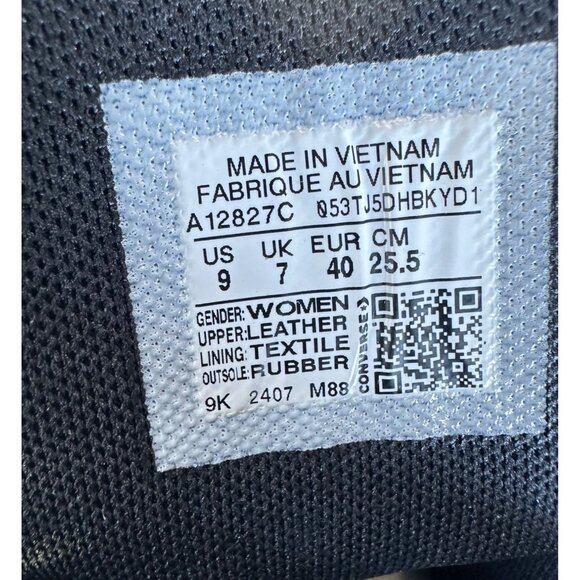 MADE IN VIETNAM
FABRIQUE AU VIETNAM
A12827C 053TJ5DHBKYD1
US UK EUR CM
9 7 40 25.5
GENDER: WOMEN
UPPER: LEATHER
LINING: TEXTILE
OUTSOLE: RUBBER
9K 2407 M88
CONVERSE